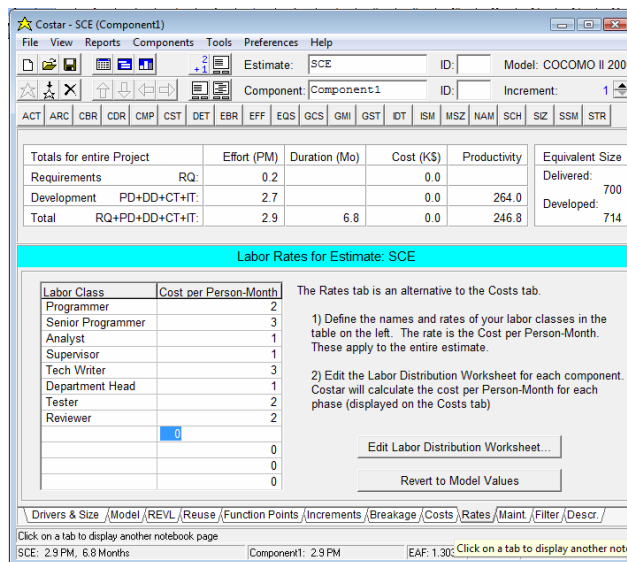 Costar - SCE (Component1)
File View Reports Components Tools Preferences Help
Estimate: SCE ID: Model: COCOMO II 200
Component: Component1 ID: Increment: 1
ACT ARC CBR CDR CMP CST DET EBR EFF EQS GCS GMI GST IDT ISM MSZ NAM SCH SIZ SSM STR
Totals for entire Project Effort (PM) Duration (Mo) Cost (K$) Productivity Equivalent Size
Requirements RQ: 0.2 0.0 Delivered:
700
Development PD+DD+CT+IT: 2.7 0.0 264.0 Developed:
Total RQ+PD+DD+CT+IT: 2.9 6.8 0.0 246.8 714
Labor Rates for Estimate: SCE
Labor Class Cost per Person-Month
Programmer 2
Senior Programmer 3
Analyst 1
Supervisor 1
Tech Writer 3
Department Head 1
Tester 2
Reviewer 2
0
0
0
0
The Rates tab is an alternative to the Costs tab.
1) Define the names and rates of your labor classes in the
table on the left. The rate is the Cost per Person-Month.
These apply to the entire estimate.
2) Edit the Labor Distribution Worksheet for each component.
Costar will calculate the cost per Person-Month for each
phase (displayed on the Costs tab)
Edit Labor Distribution Worksheet...
Revert to Model Values
Drivers & Size Model REVL Reuse Function Points Increments Breakage Costs Rates Maint. Filter Descr.
Click on a tab to display another notebook page
SCE: 2.9 PM, 6.8 Months Component1: 2.9 PM EAF: 1.303 Click on a tab to display another not